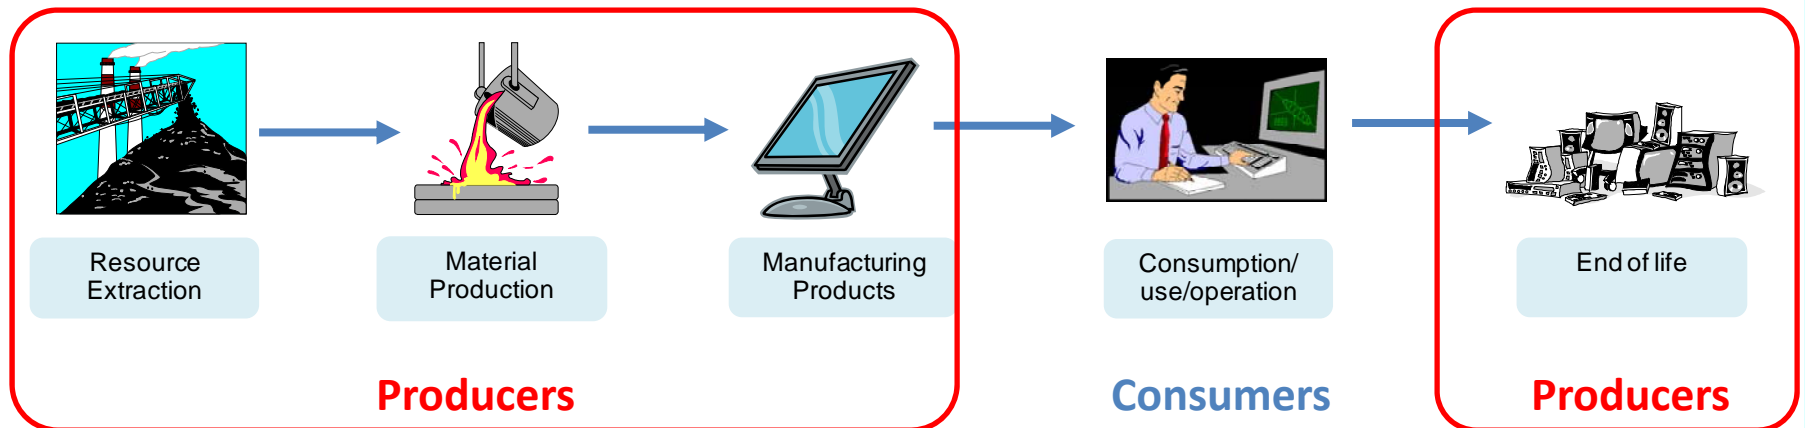 Resource
Extraction
Material
Production
Manufacturing
Products
Consumption/
use/operation
End of life
Producers
Consumers
Producers